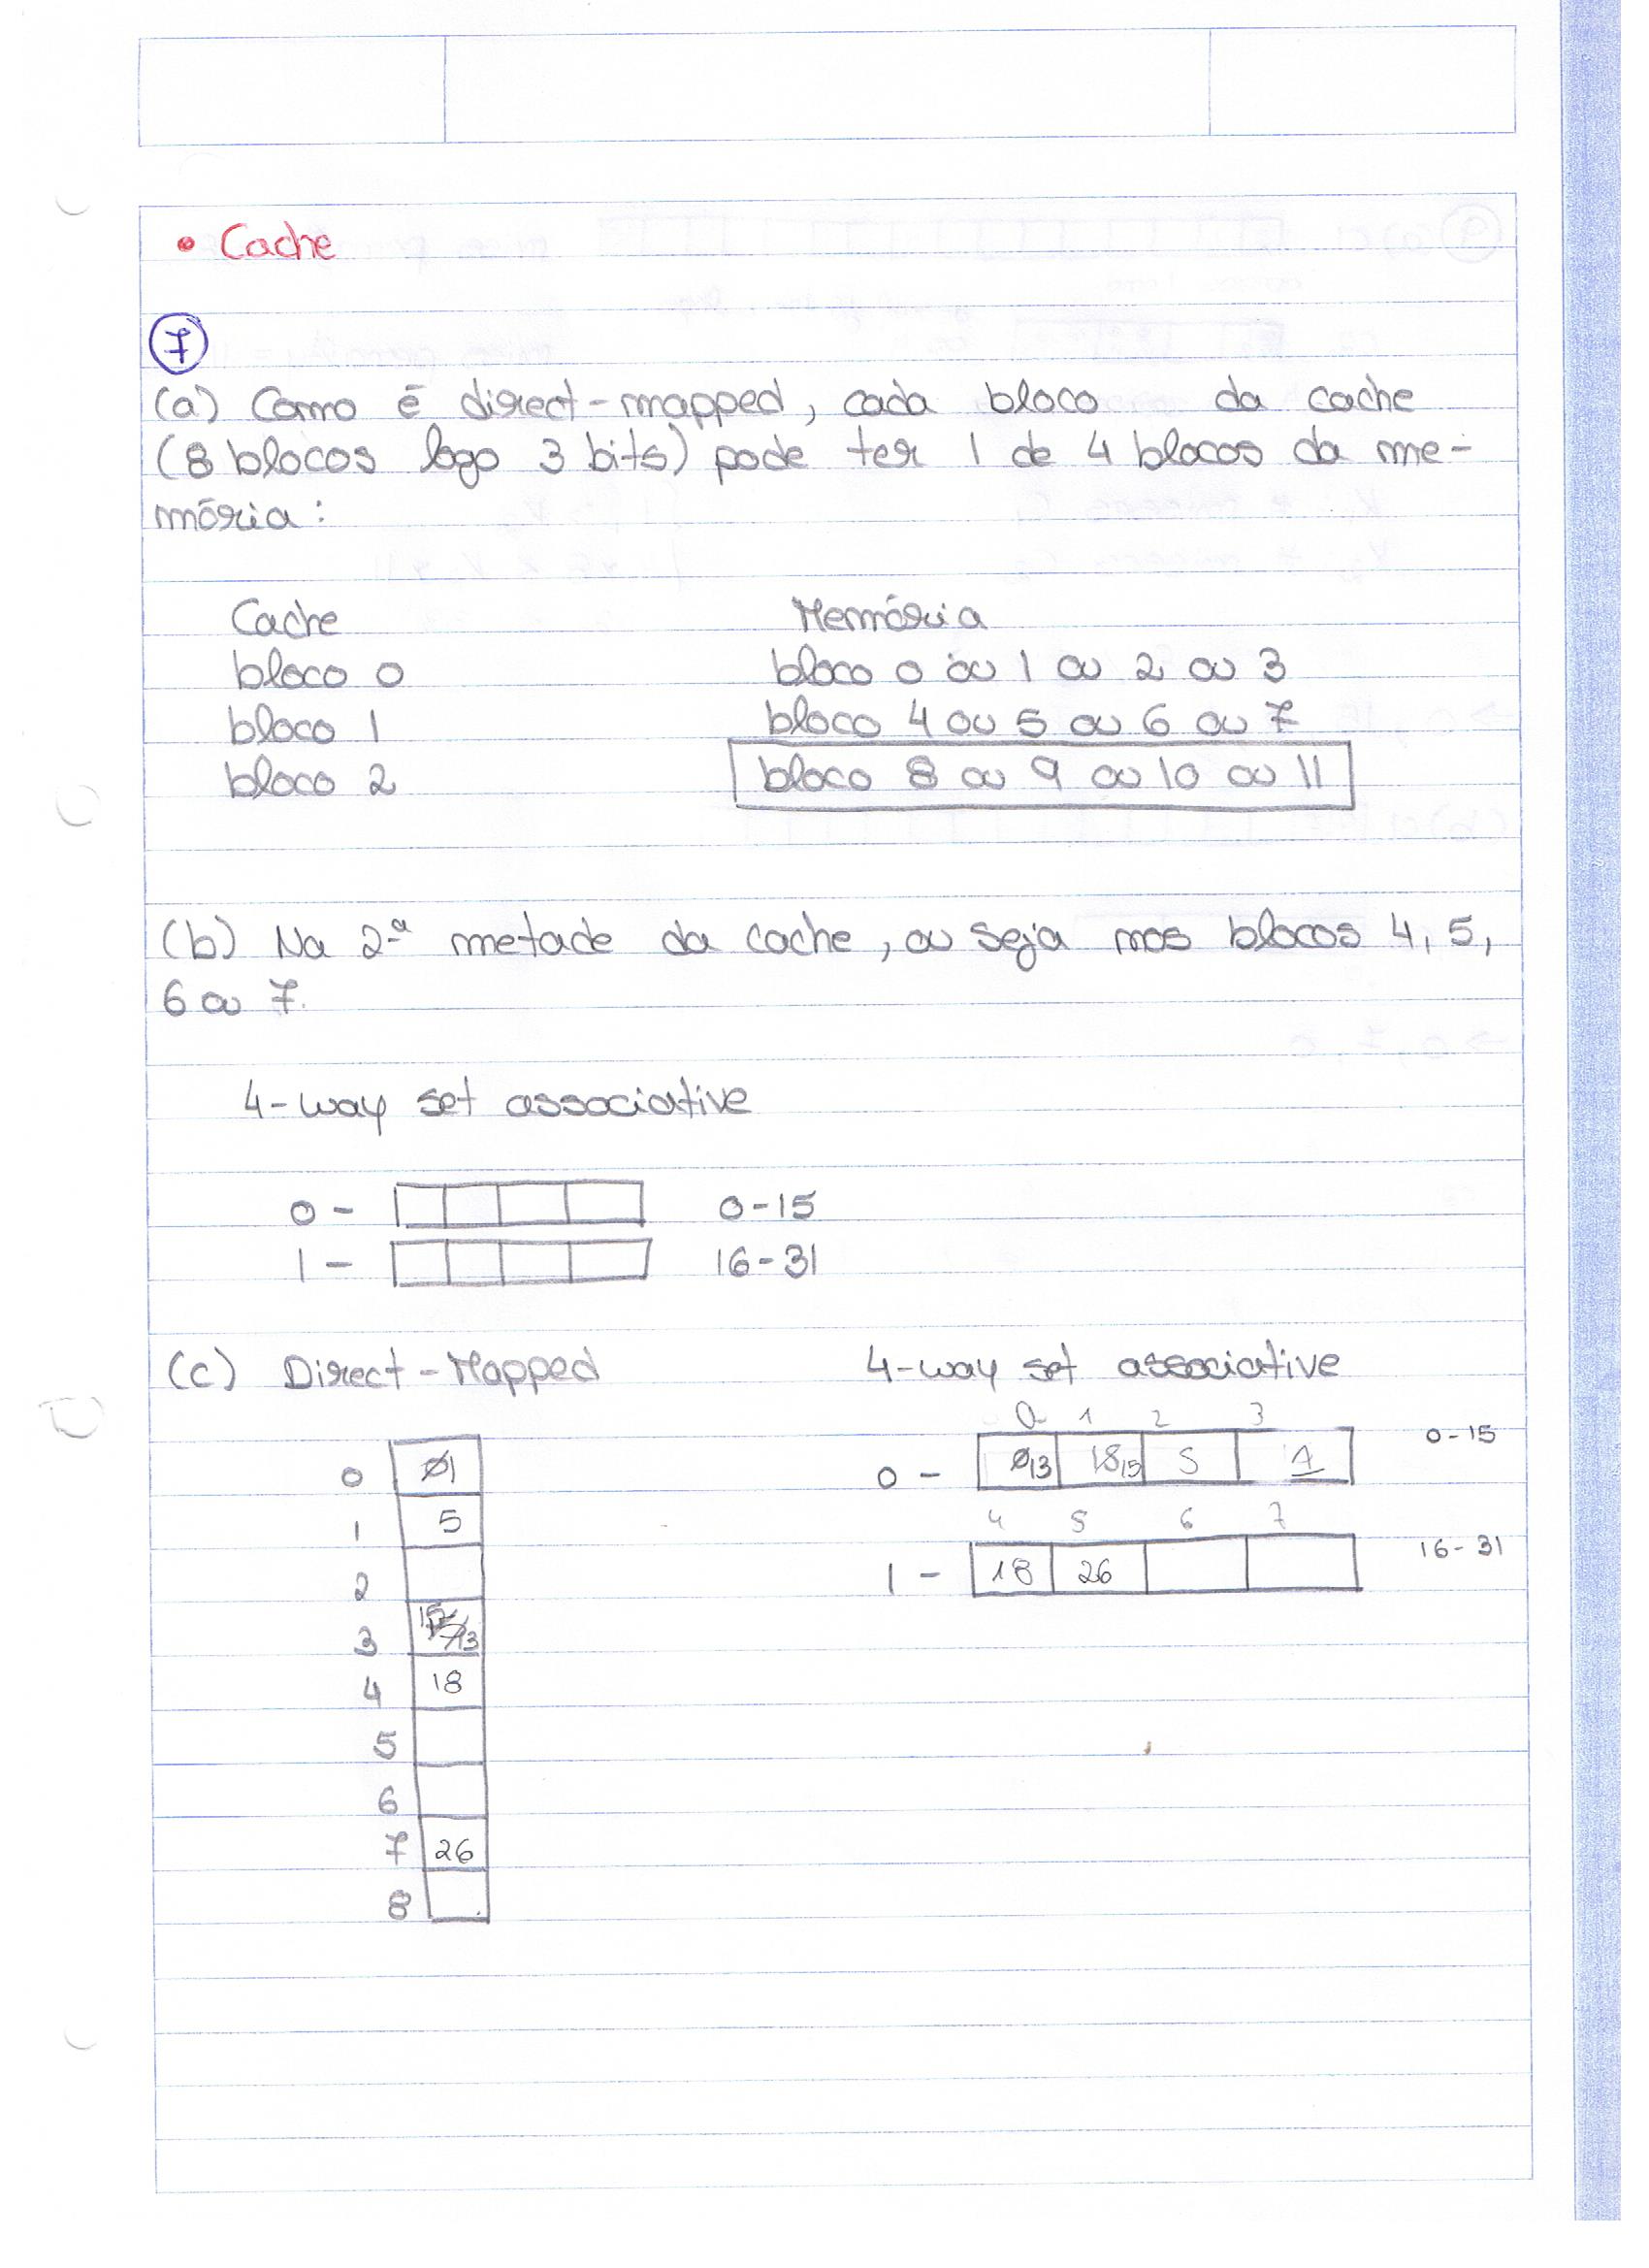 • Cache
7
(a) Como é direct-mapped, cada bloco da cache
(8 blocos logo 3 bits) pode ter 1 de 4 blocos da me-
mória:
Cache Memória
bloco 0 bloco 0 ou 1 ou 2 ou 3
bloco 1 bloco 4 ou 5 ou 6 ou 7
bloco 2 bloco 8 ou 9 ou 10 ou 11
(b) Na 2ª metade da cache, ou seja nos blocos 4, 5,
6 ou 7.
4-way set associative
0 - 0-15
1 - 16-31
(c) Direct-Mapped 4-way set associative
0 1 2 3
0 - 0 13 18 15 5 1 0-15
4 5 6 7
1 - 18 26 16-31
0 0 1
1 5
2
3 13
4 18
5
6
7 26
8